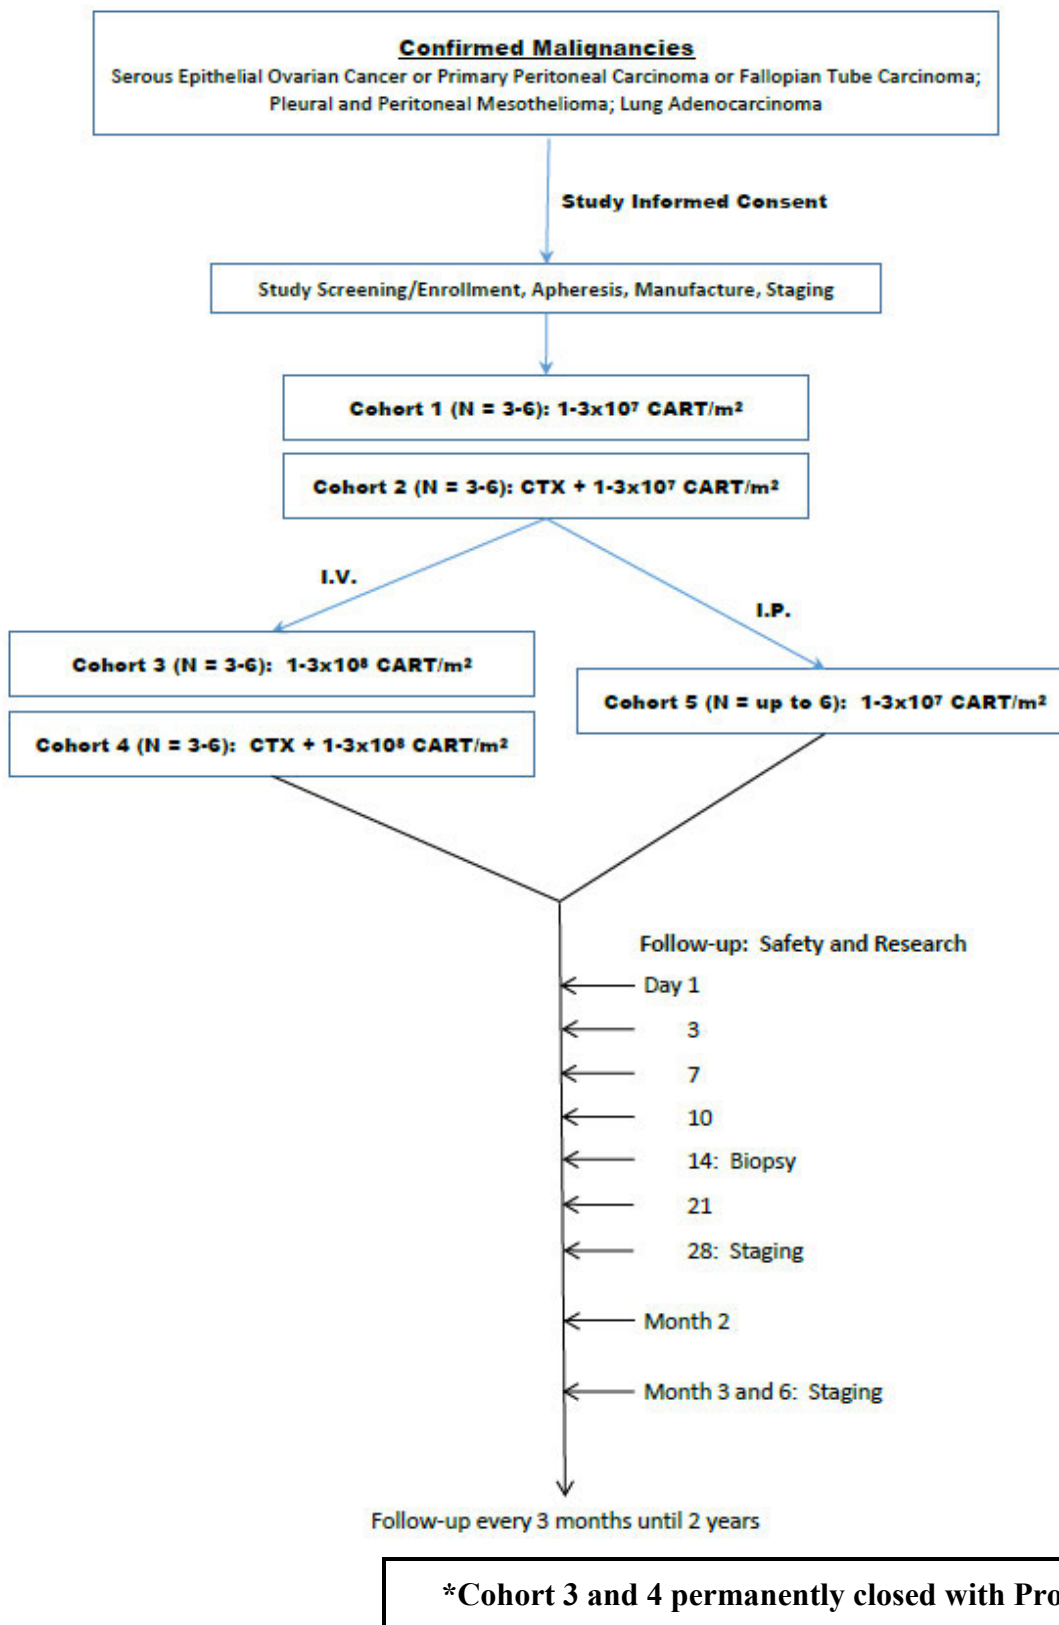 Confirmed Malignancies
Serous Epithelial Ovarian Cancer or Primary Peritoneal Carcinoma or Fallopian Tube Carcinoma;
Pleural and Peritoneal Mesothelioma; Lung Adenocarcinoma
Study Informed Consent
Study Screening/Enrollment, Apheresis, Manufacture, Staging
Cohort 1 (N = 3-6): 1-3x10⁷ CART/m²
Cohort 2 (N = 3-6): CTX + 1-3x10⁷ CART/m²
I.V.
I.P.
Cohort 3 (N = 3-6): 1-3x10⁸ CART/m²
Cohort 4 (N = 3-6): CTX + 1-3x10⁸ CART/m²
Cohort 5 (N = up to 6): 1-3x10⁷ CART/m²
Follow-up: Safety and Research
Day 1
3
7
10
14: Biopsy
21
28: Staging
Month 2
Month 3 and 6: Staging
Follow-up every 3 months until 2 years
*Cohort 3 and 4 permanently closed with